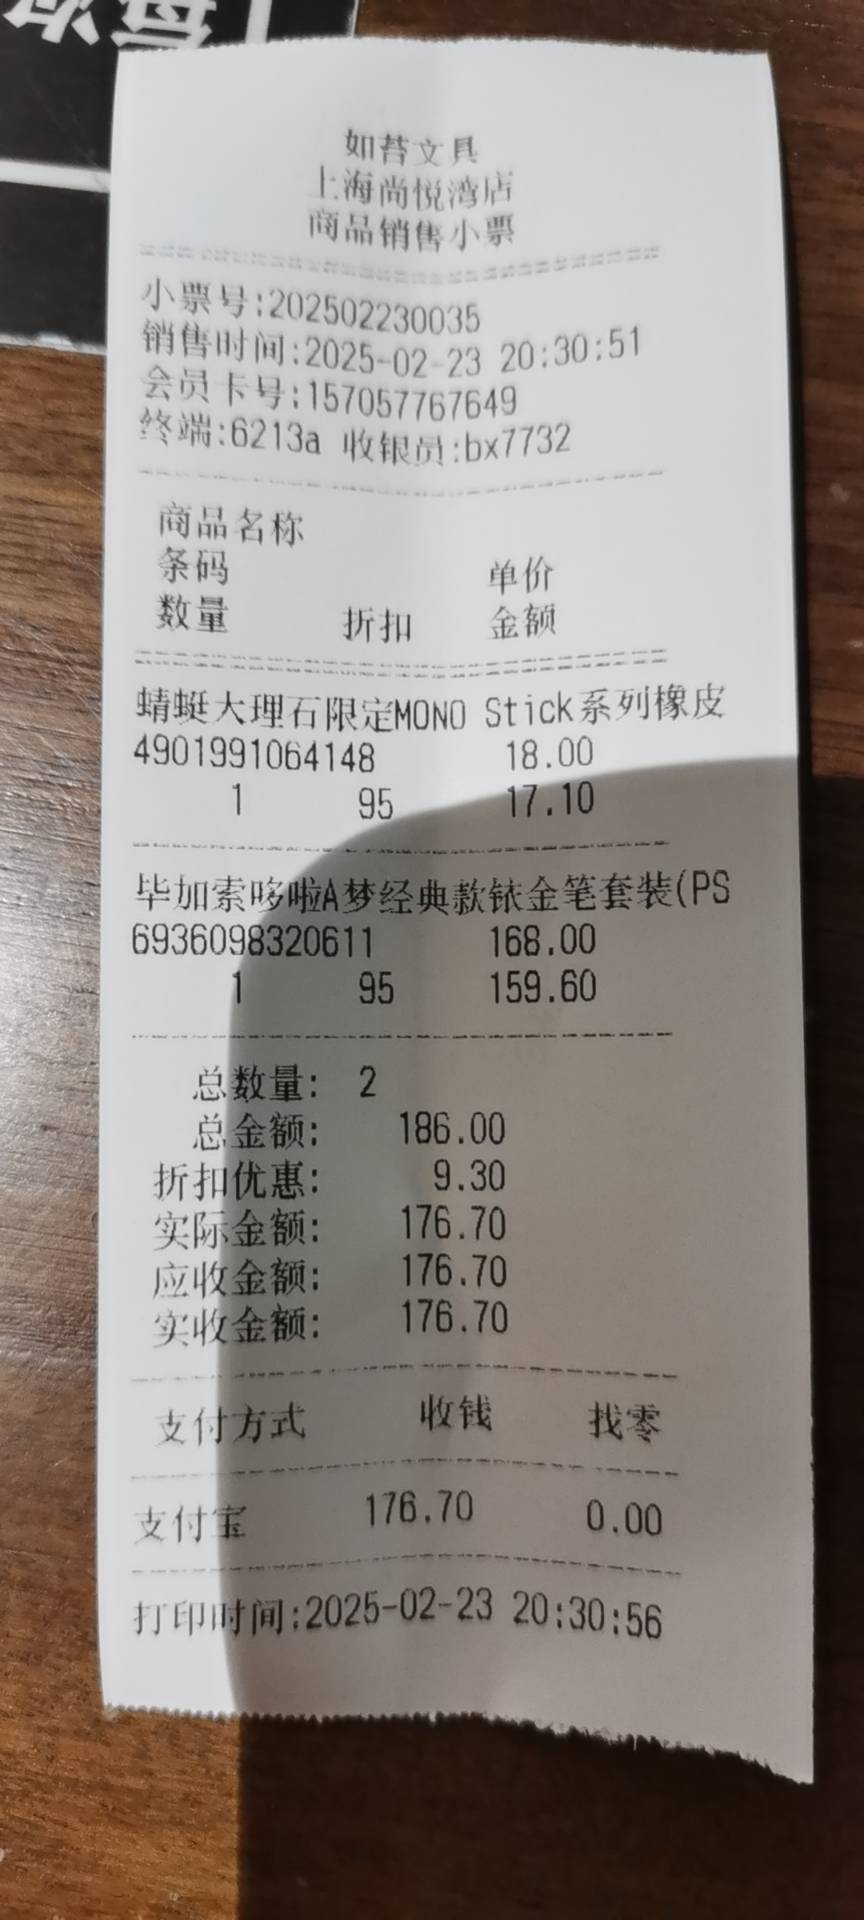 每次
如苔文具
上海尚悦湾店
商品销售小票
小票号:202502230035
销售时间:2025-02-23 20:30:51
会员卡号:157057767649
终端:6213a 收银员:bx7732
商品名称
条码 单价
数量 折扣 金额
蜻蜓大理石限定MONO Stick系列橡皮
4901991064148 18.00
1 95 17.10
毕加索哆啦A梦经典款铱金笔套装(PS
6936098320611 168.00
1 95 159.60
总数量: 2
总金额: 186.00
折扣优惠: 9.30
实际金额: 176.70
应收金额: 176.70
实收金额: 176.70
支付方式 收钱 找零
支付宝 176.70 0.00
打印时间:2025-02-23 20:30:56